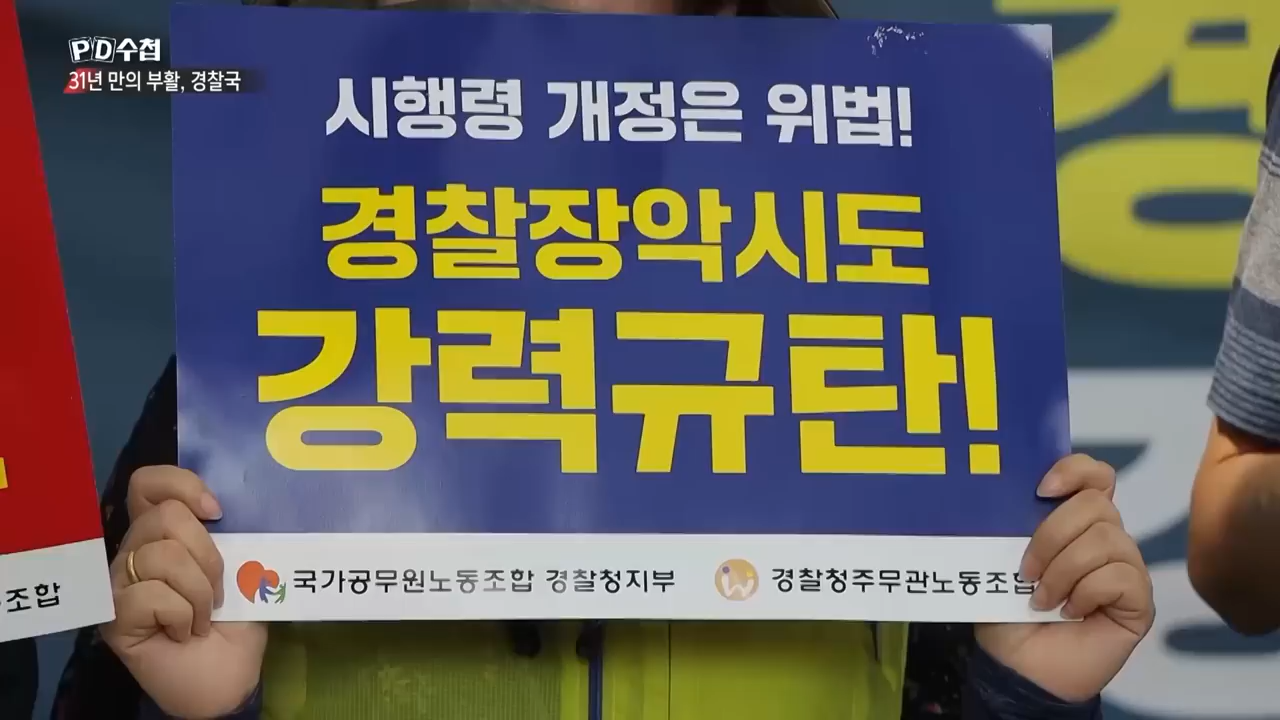 PD수첩
31년 만의 부활, 경찰국
시행령 개정은 위법!
경찰장악시도
강력규탄!
국가공무원노동조합 경찰청지부
경찰청주무관노동조합
조합